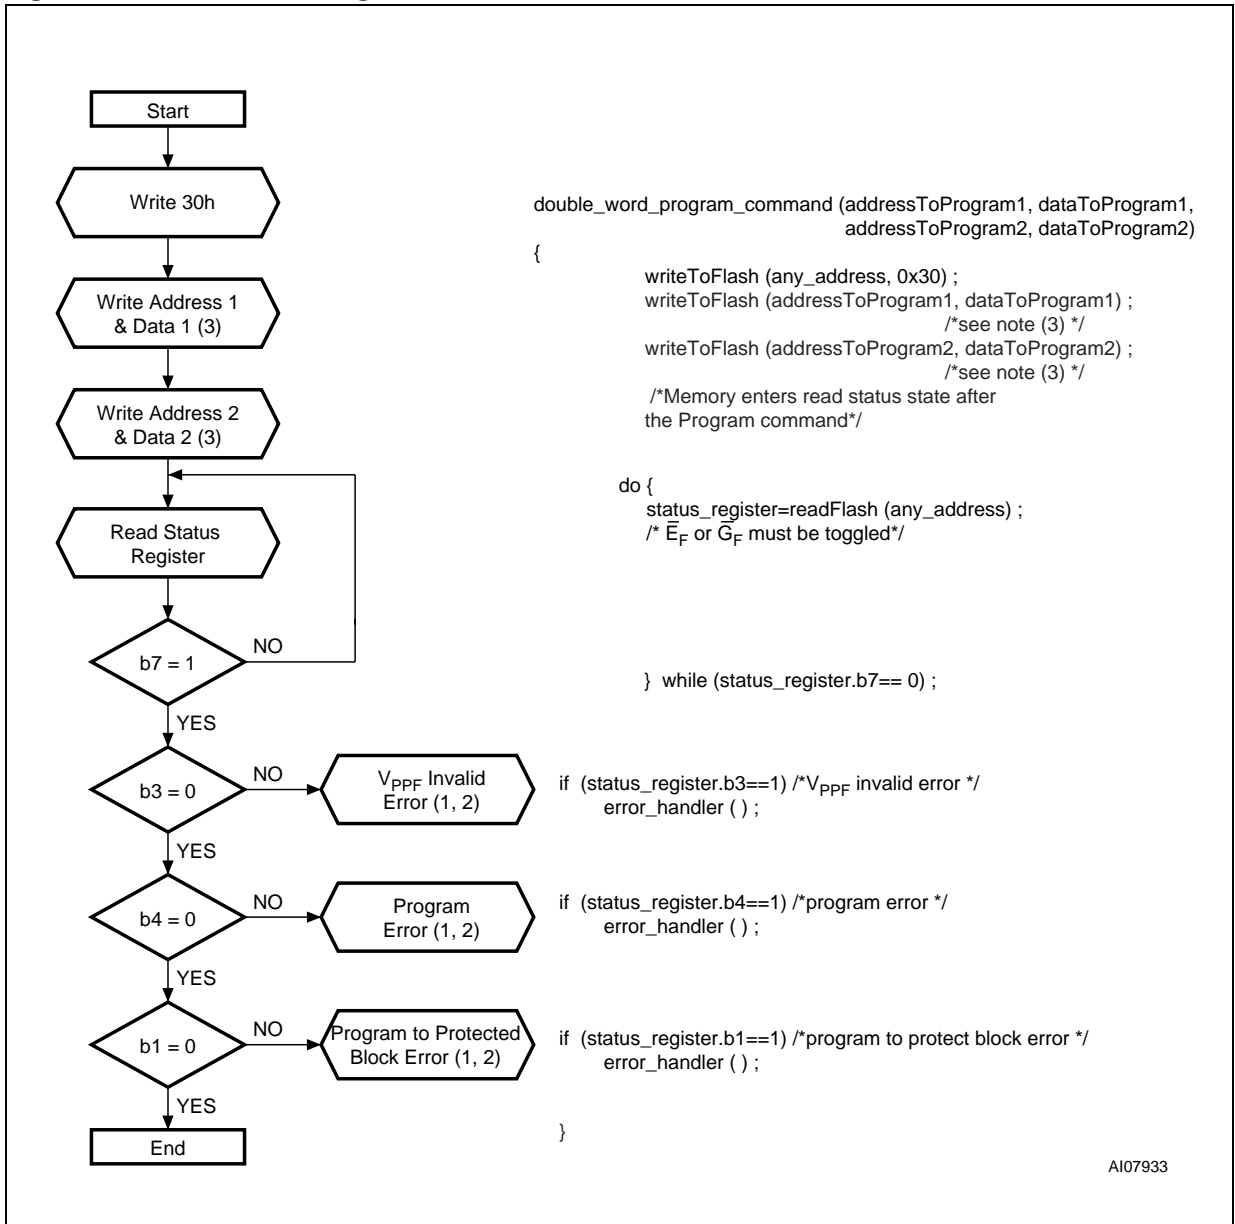 Start
Write 30h
Write Address 1
& Data 1 (3)
Write Address 2
& Data 2 (3)
Read Status
Register
b7 = 1
NO
YES
b3 = 0
NO
VPPF Invalid
Error (1, 2)
YES
b4 = 0
NO
Program
Error (1, 2)
YES
b1 = 0
NO
Program to Protected
Block Error (1, 2)
YES
End
double_word_program_command (addressToProgram1, dataToProgram1,
addressToProgram2, dataToProgram2)
{
writeToFlash (any_address, 0x30) ;
writeToFlash (addressToProgram1, dataToProgram1) ;
/*see note (3) */
writeToFlash (addressToProgram2, dataToProgram2) ;
/*see note (3) */
/*Memory enters read status state after
the Program command*/
do {
status_register=readFlash (any_address) ;
/* E̅F or G̅F must be toggled*/
} while (status_register.b7== 0) ;
if (status_register.b3==1) /*VPPF invalid error */
error_handler ( ) ;
if (status_register.b4==1) /*program error */
error_handler ( ) ;
if (status_register.b1==1) /*program to protect block error */
error_handler ( ) ;
}
AI07933